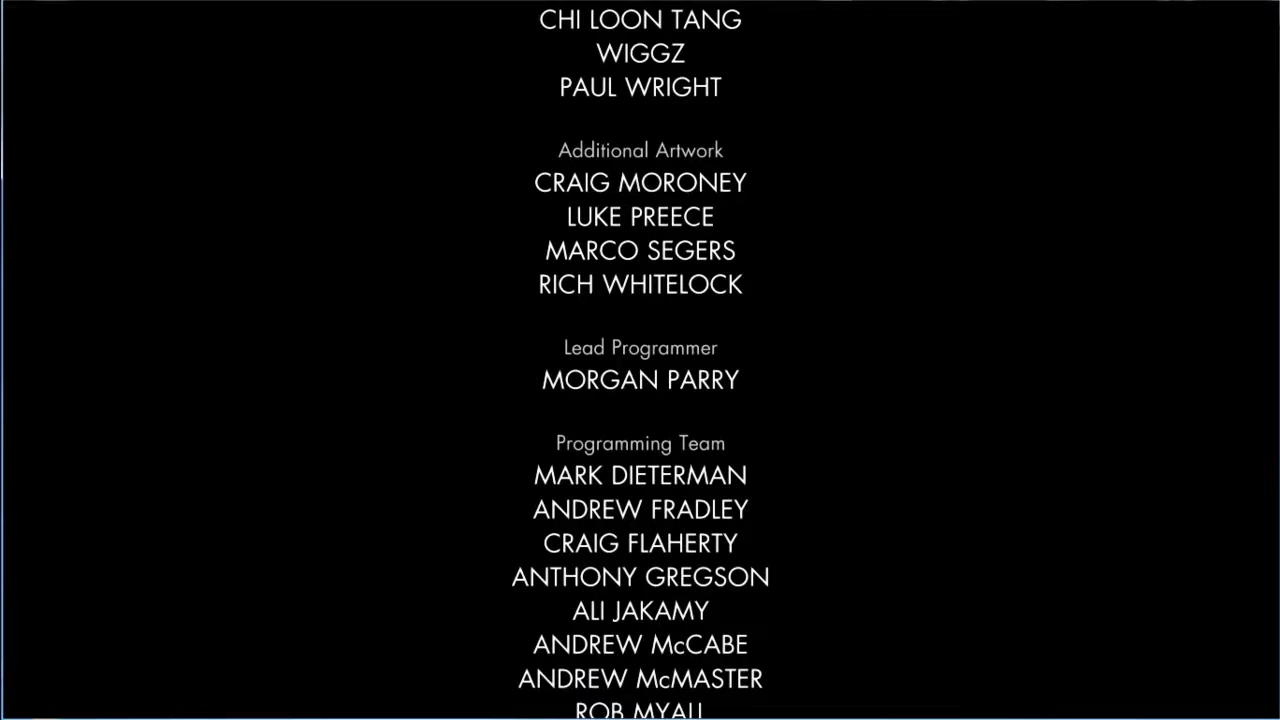 CHI LOON TANG
WIGGZ
PAUL WRIGHT
Additional Artwork
CRAIG MORONEY
LUKE PREECE
MARCO SEGERS
RICH WHITELOCK
Lead Programmer
MORGAN PARRY
Programming Team
MARK DIETERMAN
ANDREW FRADLEY
CRAIG FLAHERTY
ANTHONY GREGSON
ALI JAKAMY
ANDREW McCABE
ANDREW McMASTER
ROB